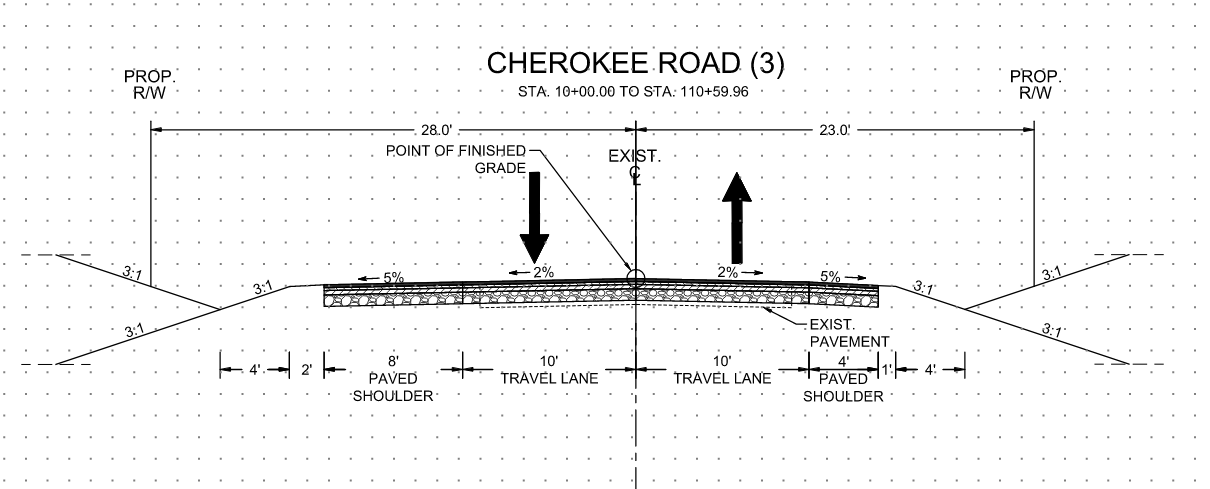 CHEROKEE ROAD (3)
STA. 10+00.00 TO STA. 110+59.96
PROP.
R/W
PROP.
R/W
28.0'
23.0'
POINT OF FINISHED
GRADE
EXIST.
℄
3:1
3:1
3:1
5%
2%
2%
5%
3:1
3:1
3:1
EXIST.
PAVEMENT
4'
2'
8'
PAVED
SHOULDER
10'
TRAVEL LANE
10'
TRAVEL LANE
4'
PAVED
SHOULDER
1'
4'